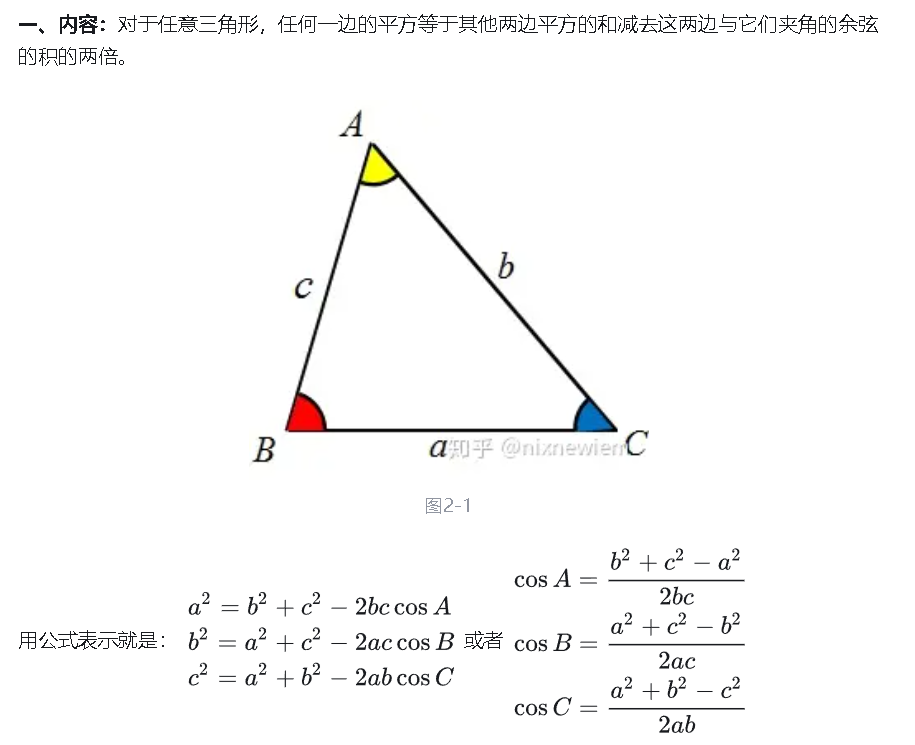 一、内容：对于任意三角形，任何一边的平方等于其他两边平方的和减去这两边与它们夹角的余弦
的积的两倍。
A
c
b
B
a
C
知乎 @nixnewien
图2-1
用公式表示就是：
a² = b² + c² − 2bc cos A
b² = a² + c² − 2ac cos B
c² = a² + b² − 2ab cos C
或者
cos A = (b² + c² − a²) / 2bc
cos B = (a² + c² − b²) / 2ac
cos C = (a² + b² − c²) / 2ab